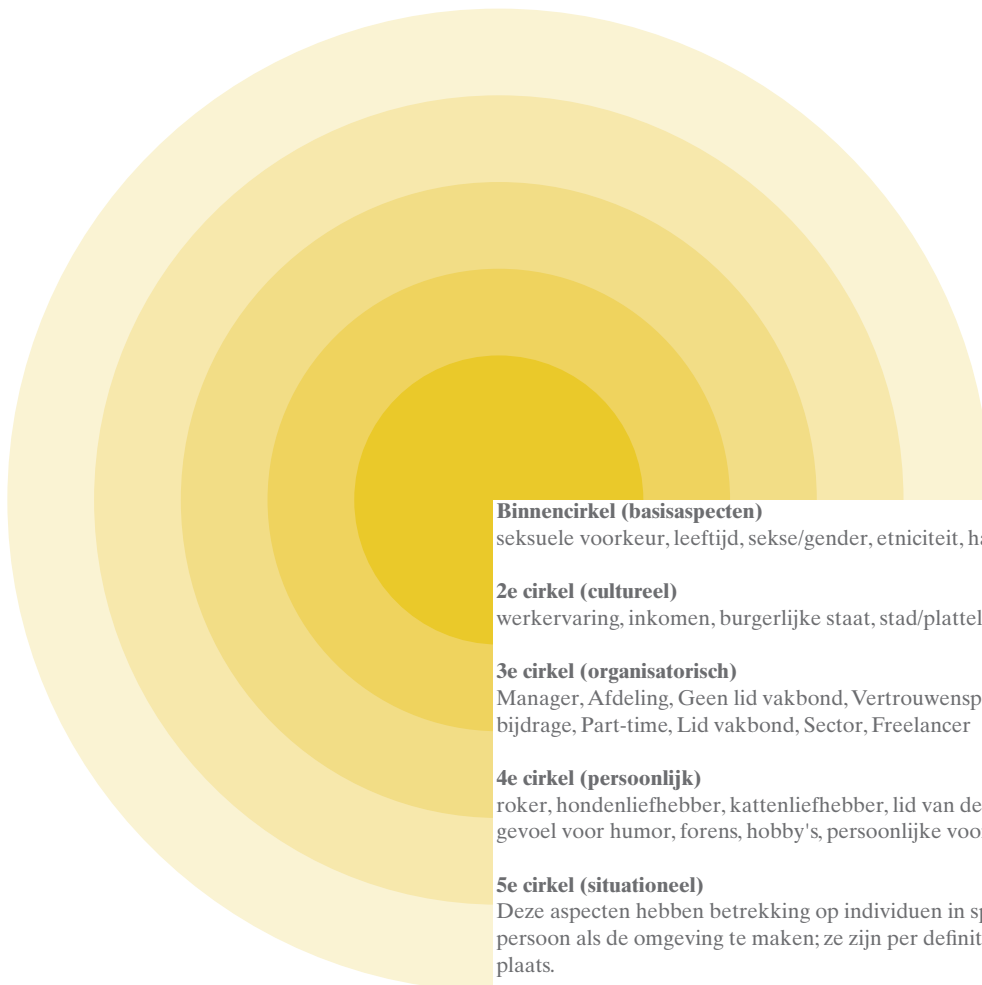 Binnencirkel (basisaspecten)
seksuele voorkeur, leeftijd, sekse/gender, etniciteit,
2e cirkel (cultureel)
werkervaring, inkomen, burgerlijke staat,
3e cirkel (organisatorisch)
Manager, Afdeling, Geen lid vakbond,
bijdrage, Part-time, Lid vakbond, Sector, Freelancer
4e cirkel (persoonlijk)
roker, hondenliefhebber, kattenliefhebber, lid van de
gevoel voor humor, forens, hobby's, persoonlijke
5e cirkel (situationeel)
Deze aspecten hebben betrekking op individuen in
persoon als de omgeving te maken; ze zijn per
plaats.